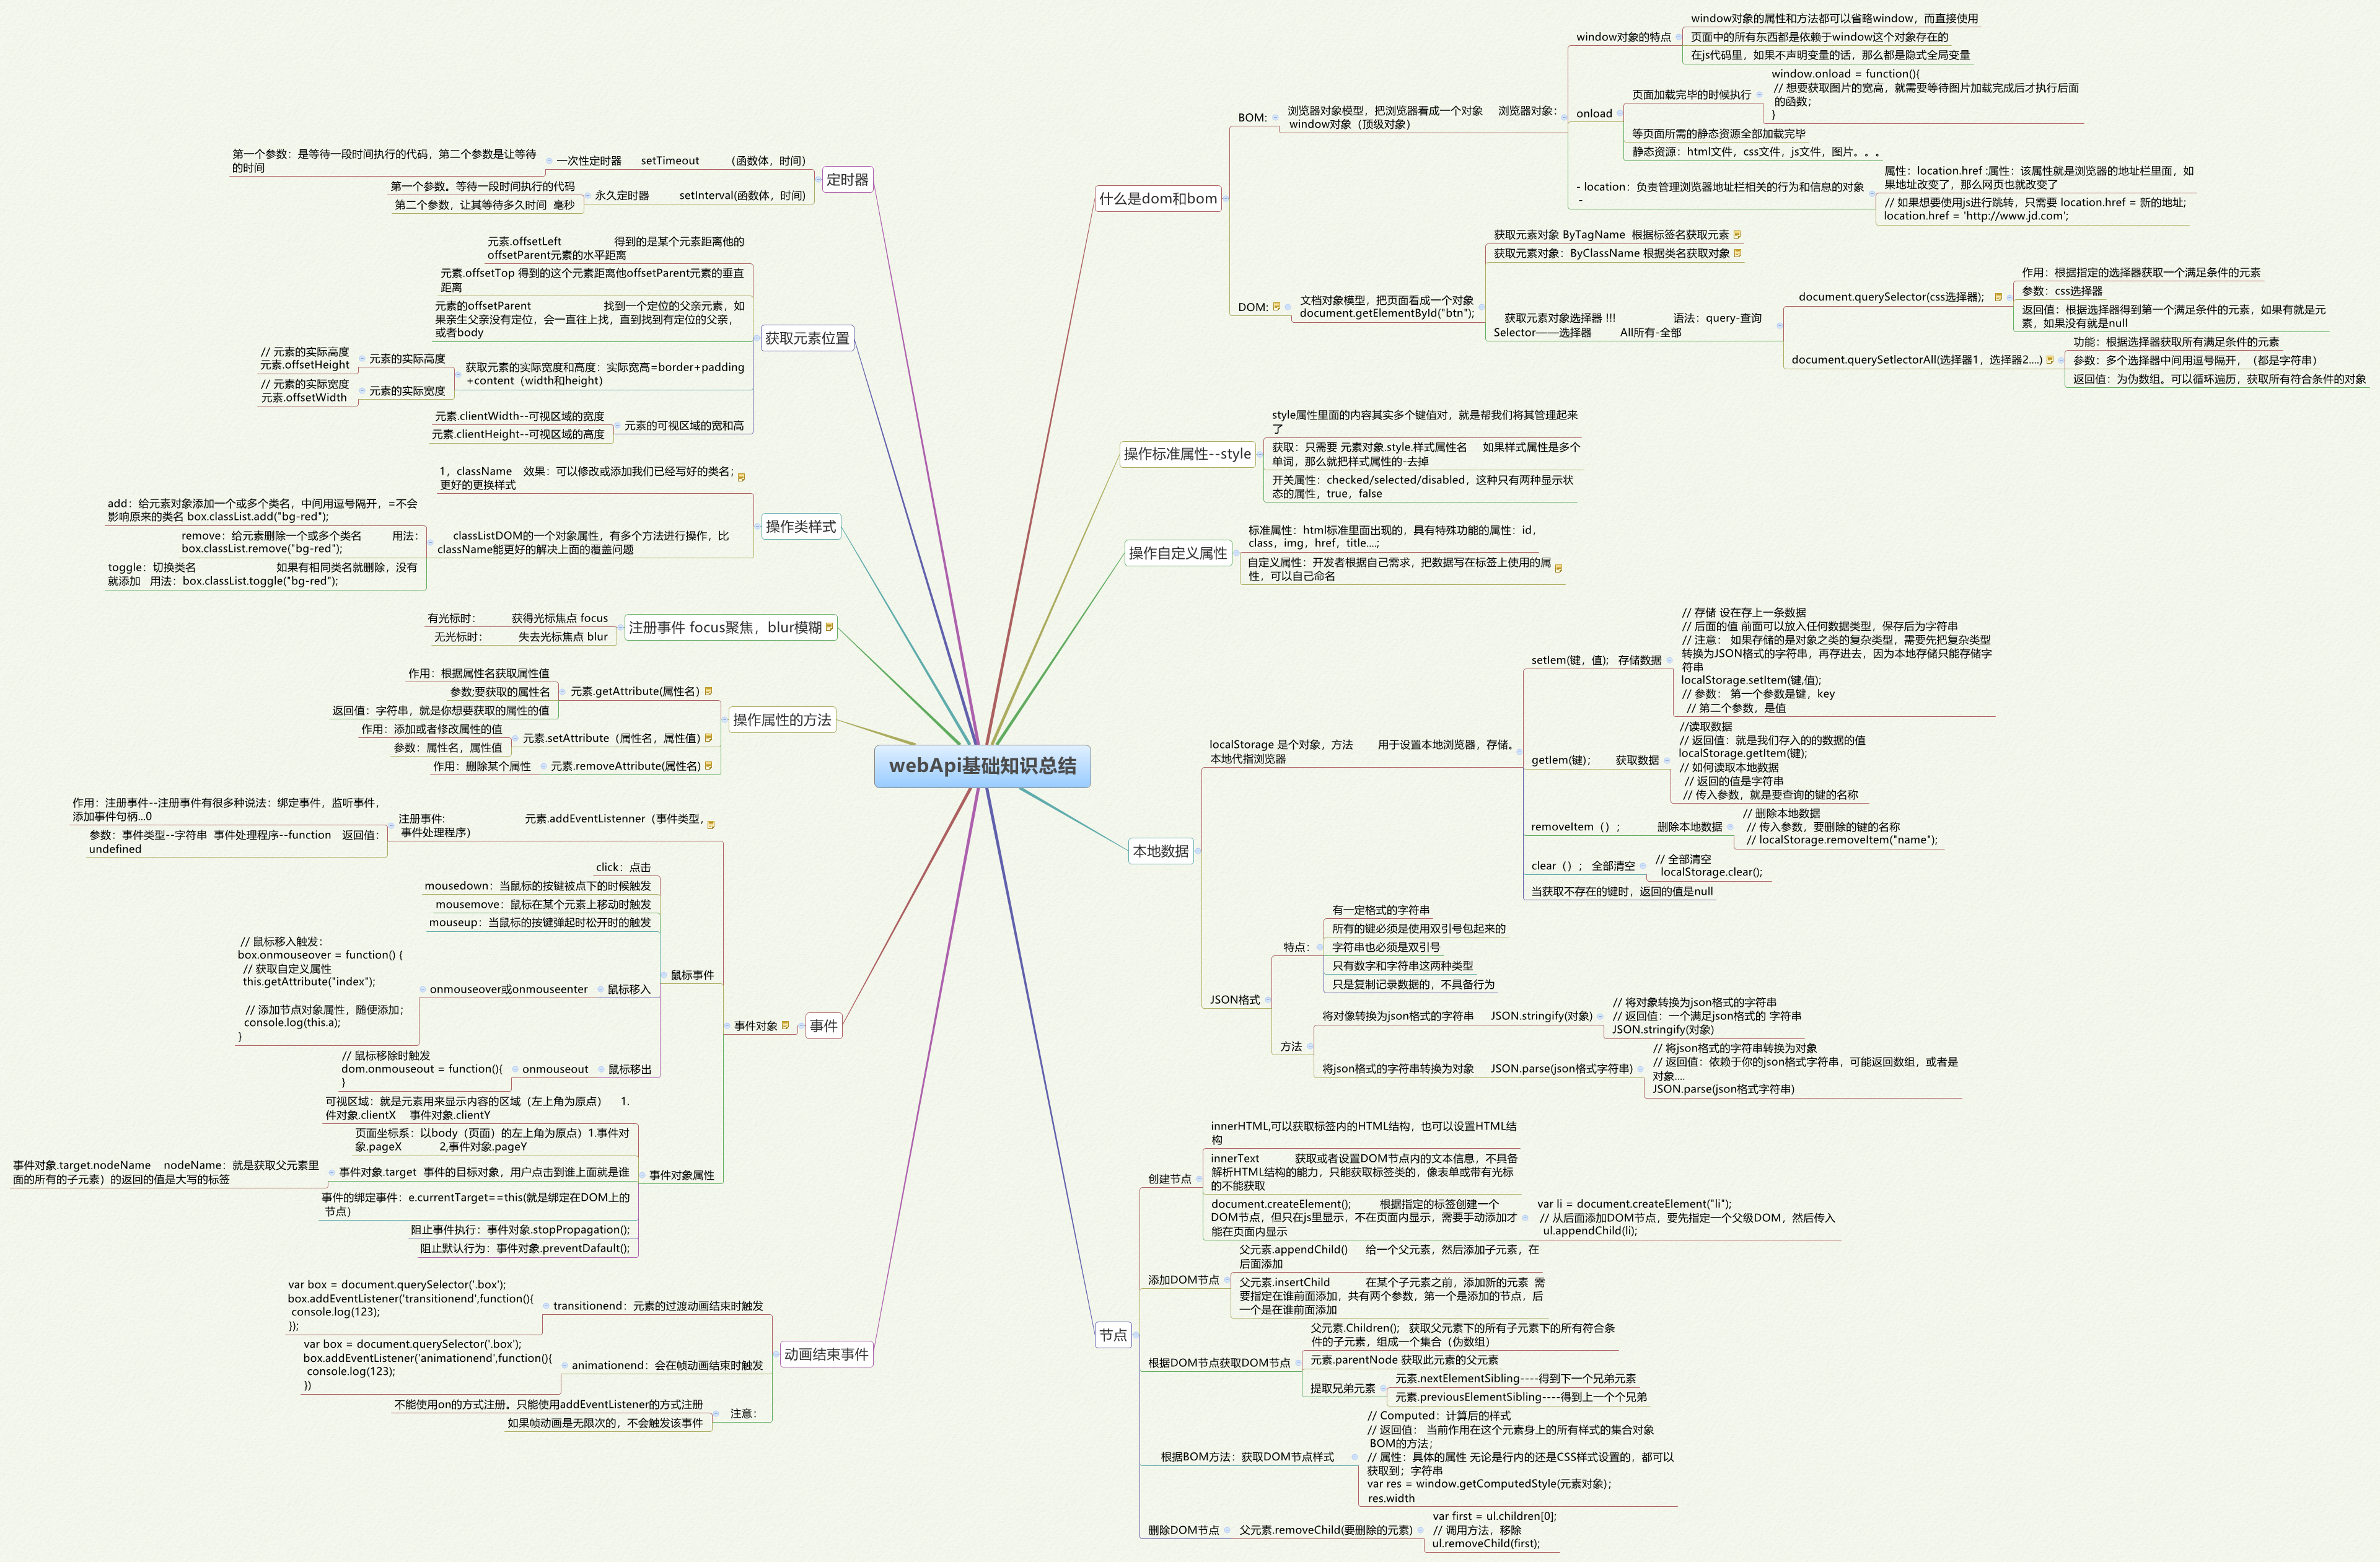 webApi基础知识总结
什么是dom和bom
BOM:
浏览器对象模型，把浏览器看成一个对象 浏览器对象：
window对象（顶级对象）
window对象的特点
window对象的属性和方法都可以省略window，而直接使用
页面中的所有东西都是依赖于window这个对象存在的
在js代码里，如果不声明变量的话，那么都是隐式全局变量
onload
页面加载完毕的时候执行
window.onload = function(){
// 想要获取图片的宽高，就需要等待图片加载完成后才执行后面
的函数；
}
等页面所需的静态资源全部加载完毕
静态资源：html文件，css文件，js文件，图片。。。
- location：负责管理浏览器地址栏相关的行为和信息的对象
-
属性：location.href :属性：该属性就是浏览器的地址栏里面，如
果地址改变了，那么网页也就改变了
// 如果想要使用js进行跳转，只需要 location.href = 新的地址;
location.href = 'http://www.jd.com';
DOM:
文档对象模型，把页面看成一个对象
document.getElementById("btn");
获取元素对象 ByTagName 根据标签名获取元素
获取元素对象：ByClassName 根据类名获取对象
获取元素对象选择器 !!! 语法：query-查询
Selector——选择器 All所有-全部
document.querySelector(css选择器);
作用：根据指定的选择器获取一个满足条件的元素
参数：css选择器
返回值：根据选择器得到第一个满足条件的元素，如果有就是元
素，如果没有就是null
document.querySetlectorAll(选择器1，选择器2....)
功能：根据选择器获取所有满足条件的元素
参数：多个选择器中间用逗号隔开，（都是字符串）
返回值：为伪数组。可以循环遍历，获取所有符合条件的对象
操作标准属性--style
style属性里面的内容其实多个键值对，就是帮我们将其管理起来
了
获取：只需要 元素对象.style.样式属性名 如果样式属性是多个
单词，那么就把样式属性的-去掉
开关属性：checked/selected/disabled，这种只有两种显示状
态的属性，true，false
操作自定义属性
标准属性：html标准里面出现的，具有特殊功能的属性：id，
class，img，href，title....;
自定义属性：开发者根据自己需求，把数据写在标签上使用的属
性，可以自己命名
本地数据
localStorage 是个对象，方法 用于设置本地浏览器，存储。
本地代指浏览器
setIem(键，值)； 存储数据
// 存储 设在存上一条数据
// 后面的值 前面可以放入任何数据类型，保存后为字符串
// 注意： 如果存储的是对象之类的复杂类型，需要先把复杂类型
转换为JSON格式的字符串，再存进去，因为本地存储只能存储字
符串
localStorage.setItem(键,值);
// 参数： 第一个参数是键，key
// 第二个参数，是值
getIem(键)； 获取数据
//读取数据
// 返回值：就是我们存入的的数据的值
localStorage.getItem(键);
// 如何读取本地数据
// 返回的值是字符串
// 传入参数，就是要查询的键的名称
removeItem（）； 删除本地数据
// 删除本地数据
// 传入参数，要删除的键的名称
// localStorage.removeItem("name");
clear（）； 全部清空
// 全部清空
localStorage.clear();
当获取不存在的键时，返回的值是null
JSON格式
特点：
有一定格式的字符串
所有的键必须是使用双引号包起来的
字符串也必须是双引号
只有数字和字符串这两种类型
只是复制记录数据的，不具备行为
方法
将对像转换为json格式的字符串 JSON.stringify(对象)
// 将对象转换为json格式的字符串
// 返回值：一个满足json格式的 字符串
JSON.stringify(对象)
将json格式的字符串转换为对象 JSON.parse(json格式字符串)
// 将json格式的字符串转换为对象
// 返回值：依赖于你的json格式字符串，可能返回数组，或者是
对象....
JSON.parse(json格式字符串)
节点
创建节点
innerHTML,可以获取标签内的HTML结构，也可以设置HTML结
构
innerText 获取或者设置DOM节点内的文本信息，不具备
解析HTML结构的能力，只能获取标签类的，像表单或带有光标
的不能获取
document.createElement(); 根据指定的标签创建一个
DOM节点，但只在js里显示，不在页面内显示，需要手动添加才
能在页面内显示
var li = document.createElement("li");
// 从后面添加DOM节点，要先指定一个父级DOM，然后传入
ul.appendChild(li);
添加DOM节点
父元素.appendChild() 给一个父元素，然后添加子元素，在
后面添加
父元素.insertChild 在某个子元素之前，添加新的元素 需
要指定在谁前面添加，共有两个参数，第一个是添加的节点，后
一个是在谁前面添加
根据DOM节点获取DOM节点
父元素.Children(); 获取父元素下的所有子元素下的所有符合条
件的子元素，组成一个集合（伪数组）
元素.parentNode 获取此元素的父元素
提取兄弟元素
元素.nextElementSibling----得到下一个兄弟元素
元素.previousElementSibling----得到上一个个兄弟
根据BOM方法：获取DOM节点样式
// Computed：计算后的样式
// 返回值： 当前作用在这个元素身上的所有样式的集合对象
BOM的方法；
// 属性：具体的属性 无论是行内的还是CSS样式设置的，都可以
获取到；字符串
var res = window.getComputedStyle(元素对象)；
res.width
删除DOM节点
父元素.removeChild(要删除的元素)
var first = ul.children[0];
// 调用方法，移除
ul.removeChild(first);
定时器
一次性定时器 setTimeout （函数体，时间）
第一个参数：是等待一段时间执行的代码，第二个参数是让等待
的时间
永久定时器 setInterval(函数体，时间)
第一个参数。等待一段时间执行的代码
第二个参数，让其等待多久时间 毫秒
获取元素位置
元素.offsetLeft 得到的是某个元素距离他的
offsetParent元素的水平距离
元素.offsetTop 得到的这个元素距离他offsetParent元素的垂直
距离
元素的offsetParent 找到一个定位的父亲元素，如
果亲生父亲没有定位，会一直往上找，直到找到有定位的父亲，
或者body
获取元素的实际宽度和高度：实际宽高=border+padding
+content（width和height）
元素的实际高度
// 元素的实际高度
元素.offsetHeight
元素的实际宽度
// 元素的实际宽度
元素.offsetWidth
元素的可视区域的宽和高
元素.clientWidth--可视区域的宽度
元素.clientHeight--可视区域的高度
操作类样式
1，className 效果：可以修改或添加我们已经写好的类名；
更好的更换样式
classListDOM的一个对象属性，有多个方法进行操作，比
className能更好的解决上面的覆盖问题
add：给元素对象添加一个或多个类名，中间用逗号隔开，=不会
影响原来的类名 box.classList.add("bg-red");
remove：给元素删除一个或多个类名 用法：
box.classList.remove("bg-red");
toggle：切换类名 如果有相同类名就删除，没有
就添加 用法：box.classList.toggle("bg-red");
注册事件 focus聚焦，blur模糊
有光标时： 获得光标焦点 focus
无光标时： 失去光标焦点 blur
操作属性的方法
元素.getAttribute(属性名）
作用：根据属性名获取属性值
参数;要获取的属性名
返回值：字符串，就是你想要获取的属性的值
元素.setAttribute（属性名，属性值)
作用：添加或者修改属性的值
参数：属性名，属性值
元素.removeAttribute(属性名)
作用：删除某个属性
事件
事件对象
注册事件: 元素.addEventListenner（事件类型，
事件处理程序）
作用：注册事件--注册事件有很多种说法：绑定事件，监听事件，
添加事件句柄...0
参数：事件类型--字符串 事件处理程序--function 返回值：
undefined
鼠标事件
click：点击
mousedown：当鼠标的按键被点下的时候触发
mousemove：鼠标在某个元素上移动时触发
mouseup：当鼠标的按键弹起时松开时的触发
鼠标移入
onmouseover或onmouseenter
// 鼠标移入触发：
box.onmouseover = function() {
// 获取自定义属性
this.getAttribute("index");
// 添加节点对象属性，随便添加；
console.log(this.a);
}
鼠标移出
onmouseout
// 鼠标移除时触发
dom.onmouseout = function(){
}
事件对象属性
可视区域：就是元素用来显示内容的区域（左上角为原点） 1.
件对象.clientX 事件对象.clientY
页面坐标系：以body（页面）的左上角为原点）1.事件对
象.pageX 2,事件对象.pageY
事件对象.target 事件的目标对象，用户点击到谁上面就是谁
事件对象.target.nodeName nodeName：就是获取父元素里
面的所有的子元素）的返回的值是大写的标签
事件的绑定事件：e.currentTarget==this(就是绑定在DOM上的
节点）
阻止事件执行：事件对象.stopPropagation();
阻止默认行为：事件对象.preventDafault();
动画结束事件
transitionend：元素的过渡动画结束时触发
var box = document.querySelector('.box');
box.addEventListener('transitionend',function(){
console.log(123);
});
animationend：会在帧动画结束时触发
var box = document.querySelector('.box');
box.addEventListener('animationend',function(){
console.log(123);
})
注意：
不能使用on的方式注册。只能使用addEventListener的方式注册
如果帧动画是无限次的，不会触发该事件